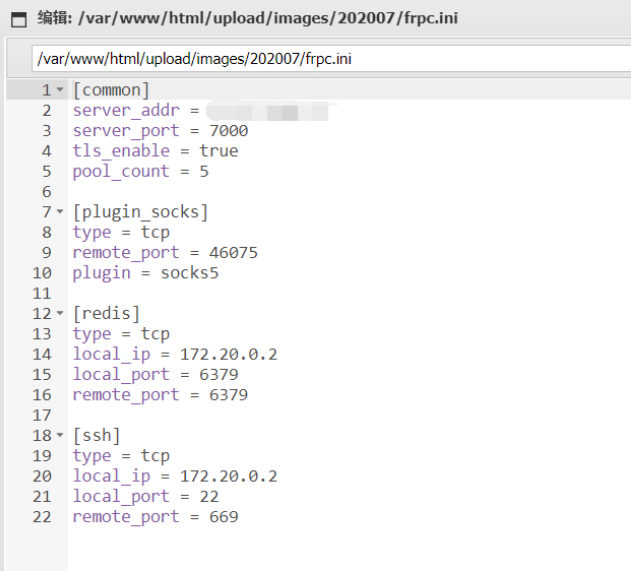 编辑: /var/www/html/upload/images/202007/frpc.ini
/var/www/html/upload/images/202007/frpc.ini
1 [common]
2 server_addr =
3 server_port = 7000
4 tls_enable = true
5 pool_count = 5
6
7 [plugin_socks]
8 type = tcp
9 remote_port = 46075
10 plugin = socks5
11
12 [redis]
13 type = tcp
14 local_ip = 172.20.0.2
15 local_port = 6379
16 remote_port = 6379
17
18 [ssh]
19 type = tcp
20 local_ip = 172.20.0.2
21 local_port = 22
22 remote_port = 669